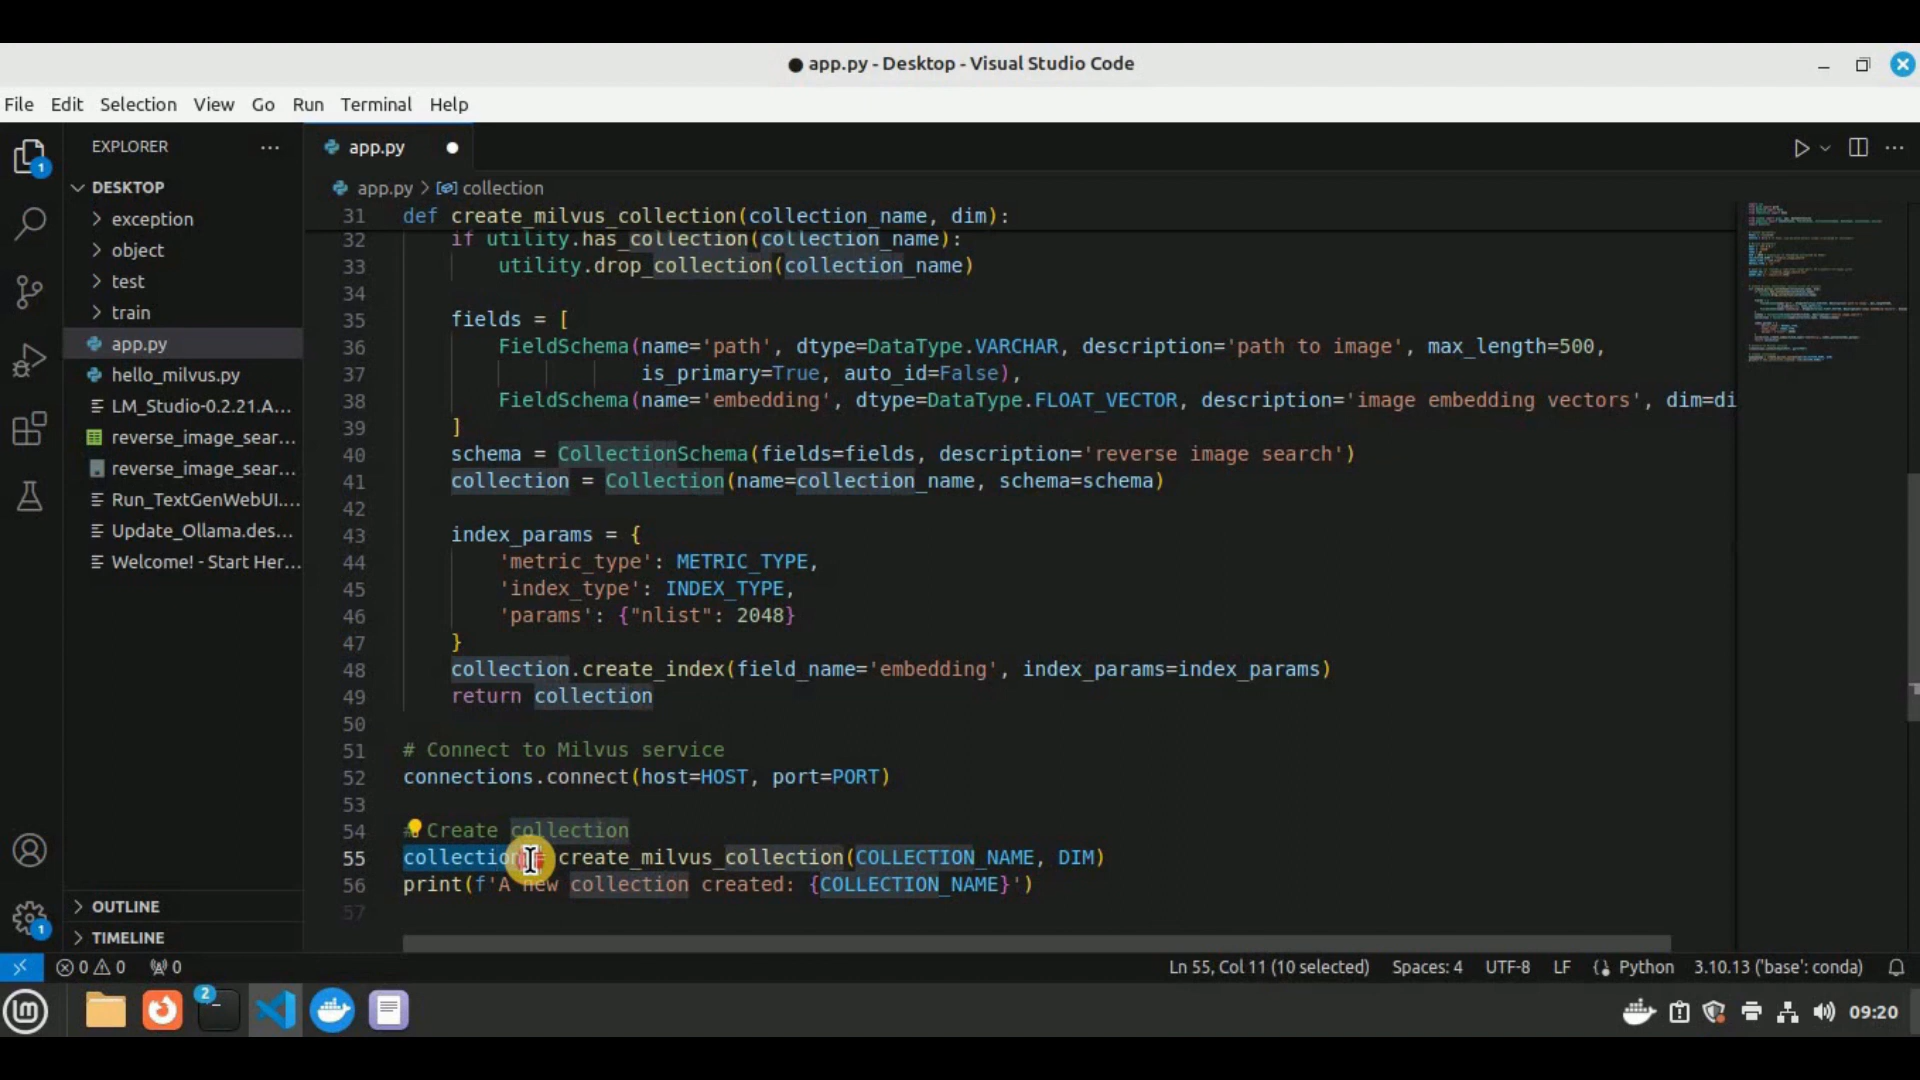 app.py - Desktop - Visual Studio Code
File Edit Selection View Go Run Terminal Help
EXPLORER
app.py
DESKTOP
exception
object
test
train
app.py
hello_milvus.py
LM_Studio-0.2.21.A...
reverse_image_sear...
reverse_image_sear...
Run_TextGenWebUI....
Update_Ollama.des...
Welcome! - Start Her...
OUTLINE
TIMELINE
app.py > collection
31 def create_milvus_collection(collection_name, dim):
32 if utility.has_collection(collection_name):
33 utility.drop_collection(collection_name)
34
35 fields = [
36 FieldSchema(name='path', dtype=DataType.VARCHAR, description='path to image', max_length=500,
37 is_primary=True, auto_id=False),
38 FieldSchema(name='embedding', dtype=DataType.FLOAT_VECTOR, description='image embedding vectors', dim=di
39 ]
40 schema = CollectionSchema(fields=fields, description='reverse image search')
41 collection = Collection(name=collection_name, schema=schema)
42
43 index_params = {
44 'metric_type': METRIC_TYPE,
45 'index_type': INDEX_TYPE,
46 'params': {"nlist": 2048}
47 }
48 collection.create_index(field_name='embedding', index_params=index_params)
49 return collection
50
51 # Connect to Milvus service
52 connections.connect(host=HOST, port=PORT)
53
54 # Create collection
55 collection = create_milvus_collection(COLLECTION_NAME, DIM)
56 print(f'A new collection created: {COLLECTION_NAME}')
57
0 0 0 Ln 55, Col 11 (10 selected) Spaces: 4 UTF-8 LF Python 3.10.13 ('base': conda)
2 09:20